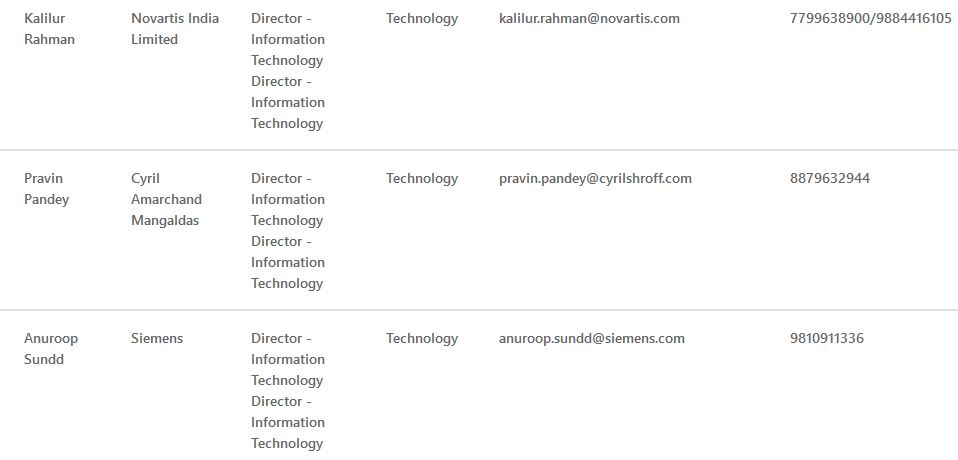 Kalilur Novartis India Director - Technology kalilur.rahman@novartis.com 7799638900/9884416105
Rahman Limited Information
Technology
Director -
Information
Technology
Pravin Cyril Director - Technology pravin.pandey@cyrilshroff.com 8879632944
Pandey Amarchand Information
Mangaldas Technology
Director -
Information
Technology
Anuroop Siemens Director - Technology anuroop.sundd@siemens.com 9810911336
Sundd Information
Technology
Director -
Information
Technology